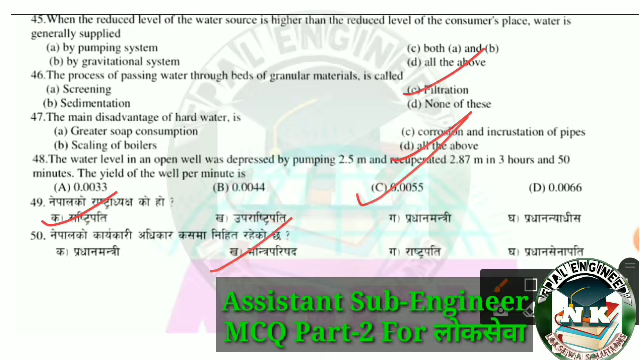 45.When the reduced level of the water source is higher than the reduced level of the consumer's place, water is
generally supplied
(a) by pumping system (c) both (a) and (b)
(b) by gravitational system (d) all the above
46.The process of passing water through beds of granular materials, is called
(a) Screening (c) Filtration
(b) Sedimentation (d) None of these
47.The main disadvantage of hard water, is
(a) Greater soap consumption (c) corrosion and incrustation of pipes
(b) Scaling of boilers (d) all the above
48.The water level in an open well was depressed by pumping 2.5 m and recuperated 2.87 m in 3 hours and 50
minutes. The yield of the well per minute is
(A) 0.0033 (B) 0.0044 (C) 0.0055 (D) 0.0066
49. नेपालको राष्ट्राध्यक्ष को हो ?
क) राष्ट्रिपति ख) उपराष्ट्रिपति ग) प्रधानमन्त्री घ) प्रधानन्याधीस
50. नेपालको कार्यकारी अधिकार कसमा निहित रहेको छ ?
क) प्रधानमन्त्री ख) मन्त्रिपरिषद ग) राष्ट्रपति घ) प्रधानसेनापति
Assistant Sub-Engineer
MCQ Part-2 For लोकसेवा
NK